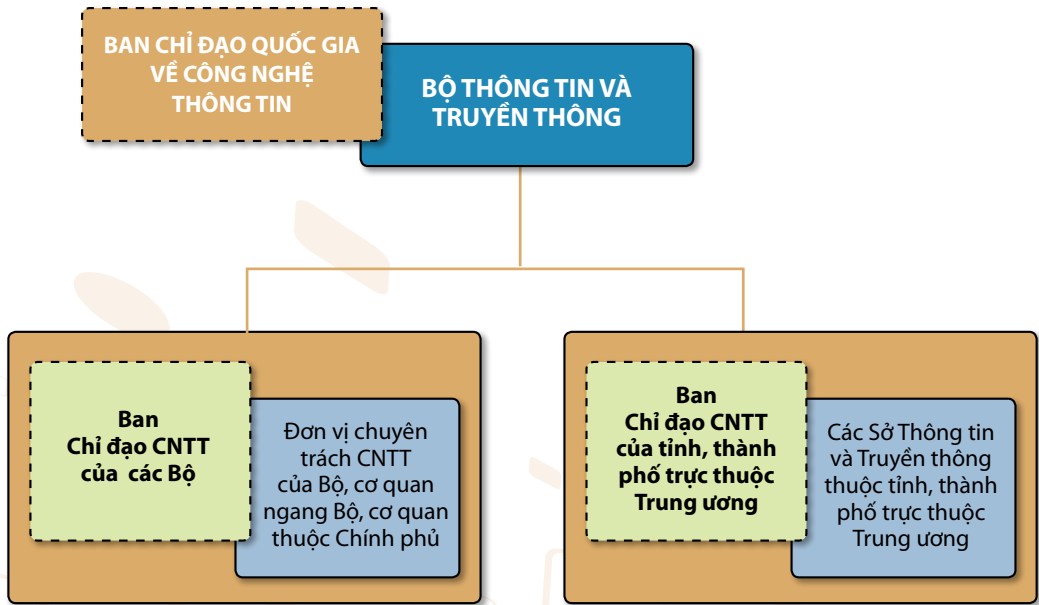 BAN CHỈ ĐẠO QUỐC GIA
VỀ CÔNG NGHỆ
THÔNG TIN
BỘ THÔNG TIN VÀ
TRUYỀN THÔNG
Ban
Chỉ đạo CNTT
của các Bộ
Đơn vị chuyên
trách CNTT
của Bộ, cơ quan
ngang Bộ, cơ quan
thuộc Chính phủ
Ban
Chỉ đạo CNTT
của tỉnh, thành
phố trực thuộc
Trung ương
Các Sở Thông tin
và Truyền thông
thuộc tỉnh, thành
phố trực thuộc
Trung ương